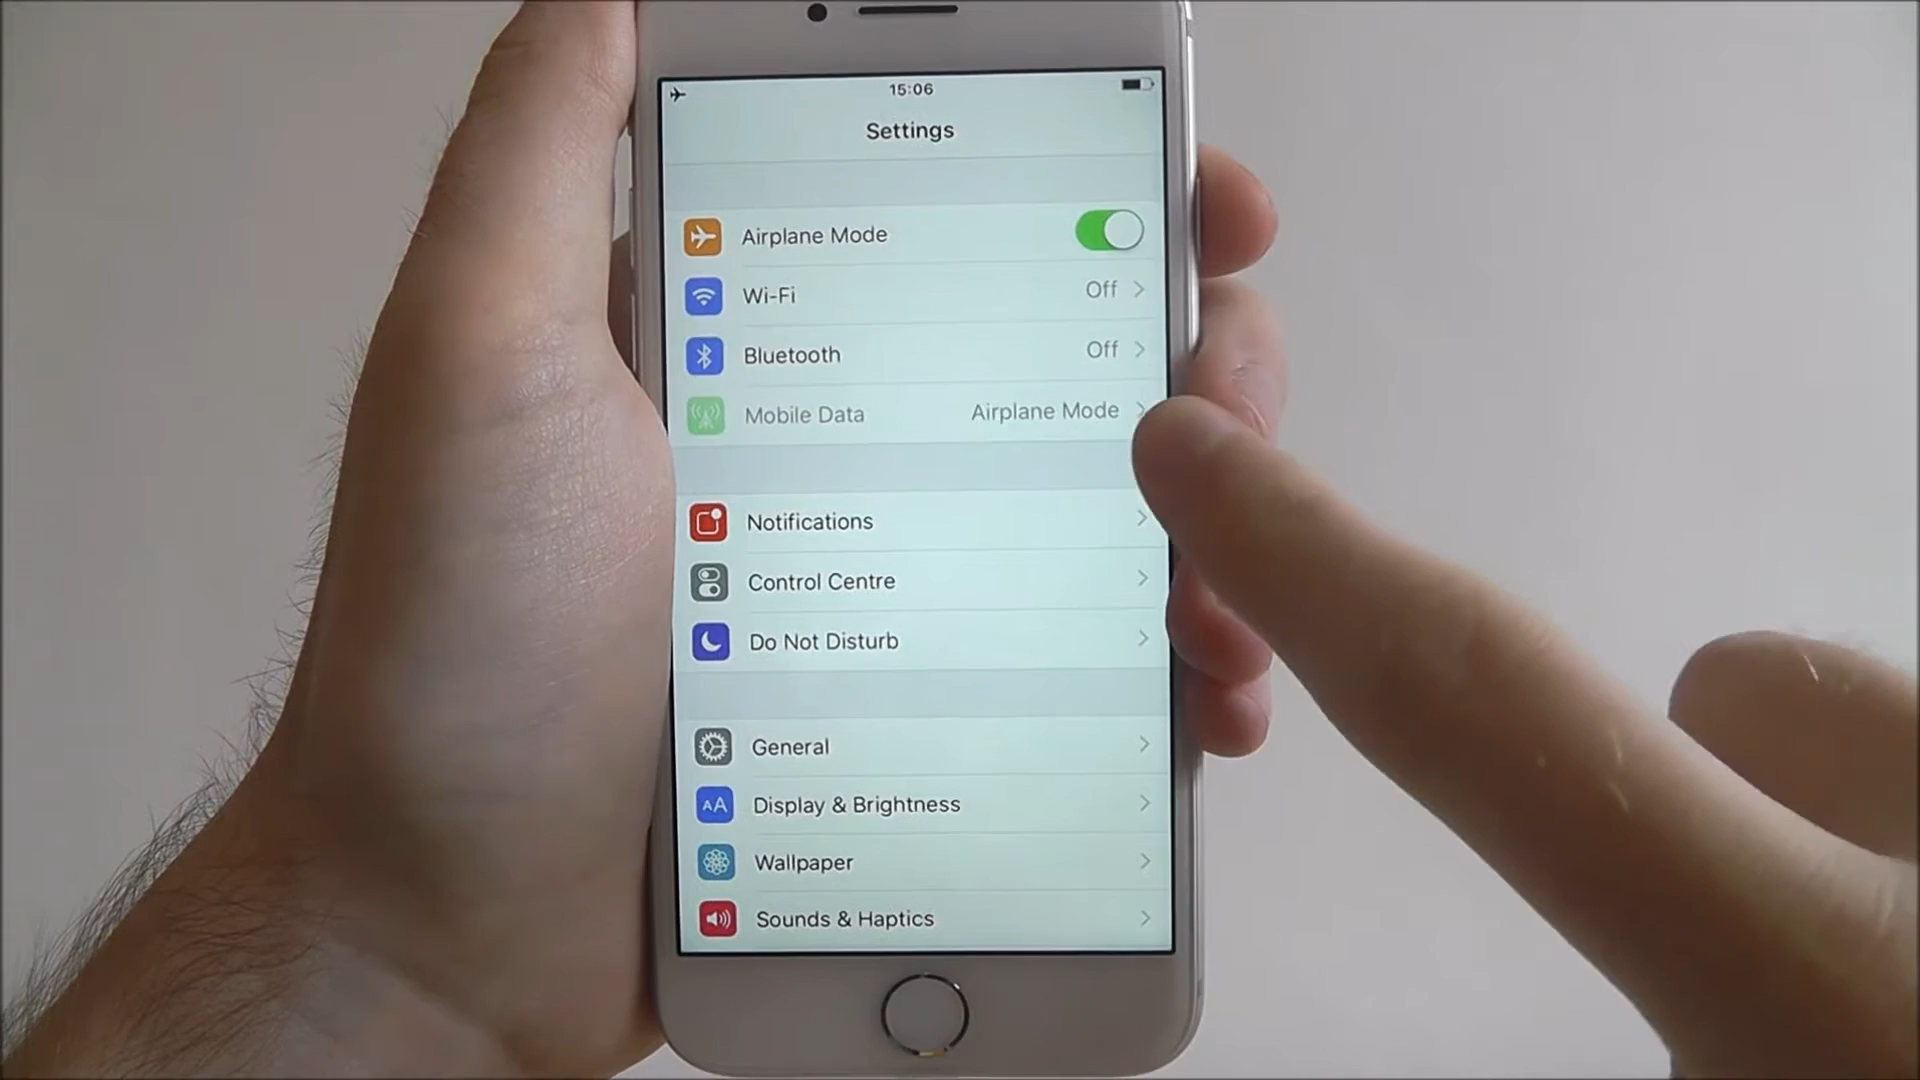 15:06
Settings
Airplane Mode
Wi-Fi Off
Bluetooth Off
Mobile Data Airplane Mode
Notifications
Control Centre
Do Not Disturb
General
AA Display & Brightness
Wallpaper
Sounds & Haptics